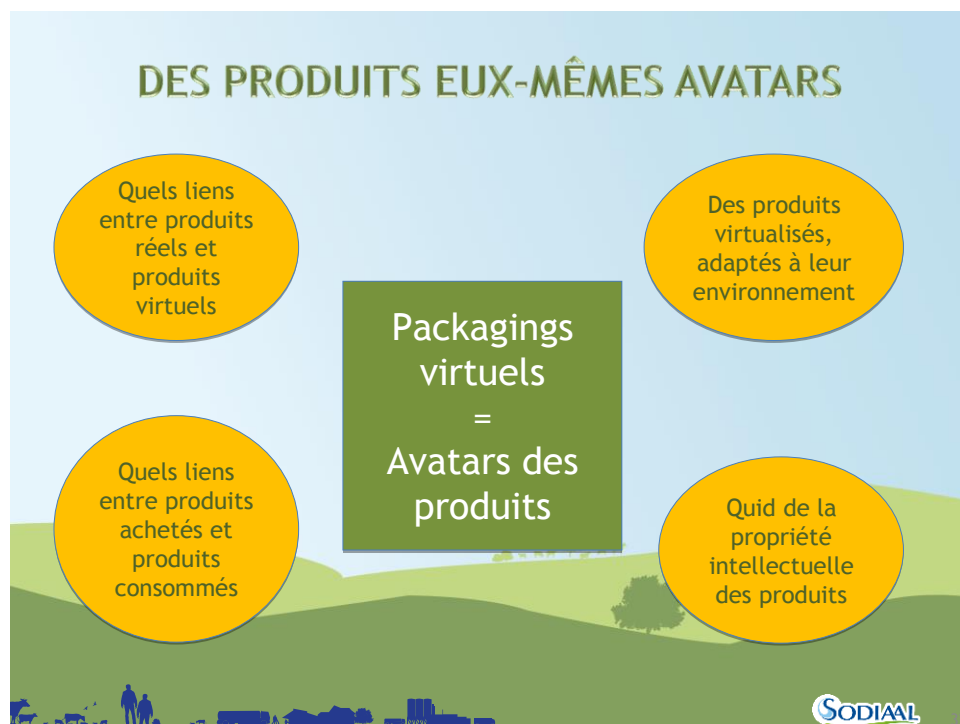 DES PRODUITS EUX-MÊMES AVATARS
Quels liens
entre produits
réels et
produits
virtuels
Des produits
virtualisés,
adaptés à leur
environnement
Packagings
virtuels
=
Avatars des
produits
Quels liens
entre produits
achetés et
produits
consommés
Quid de la
propriété
intellectuelle
des produits
SODIAAL